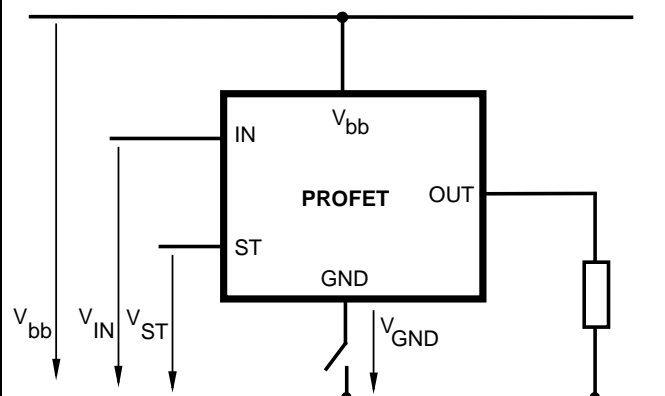 Vbb
IN
PROFET
OUT
ST
GND
Vbb
VIN
VST
VGND